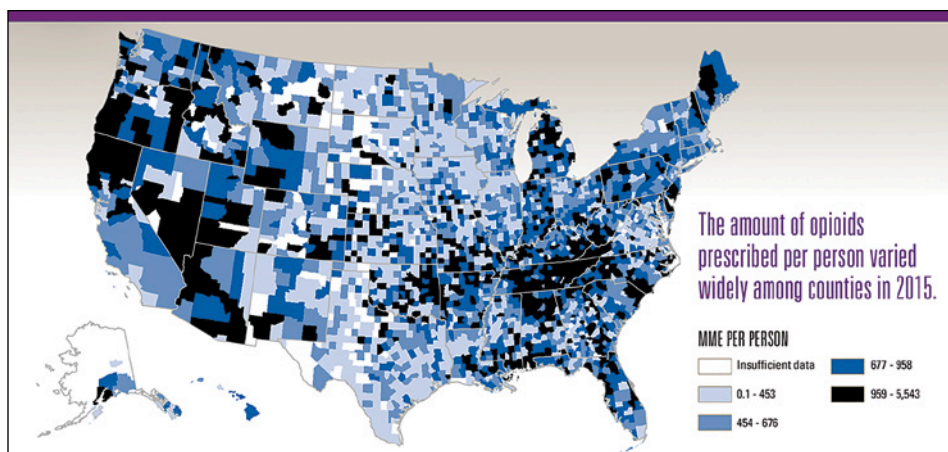 The amount of opioids
prescribed per person varied
widely among counties in 2015.
MME PER PERSON
Insufficient data
0.1 - 453
454 - 676
677 - 958
959 - 5,543